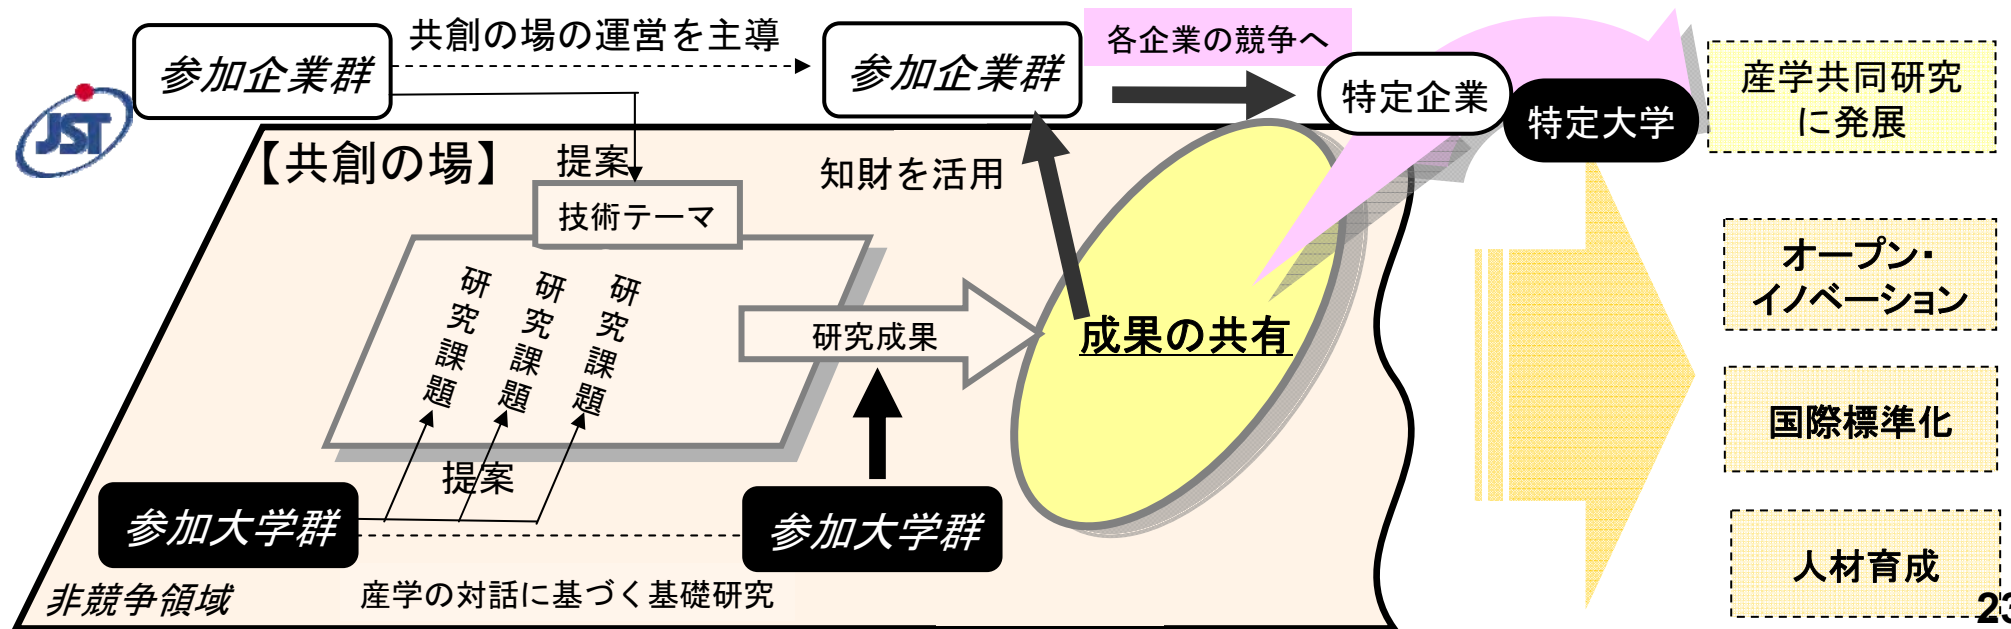 参加企業群
共創の場の運営を主導
参加企業群
各企業の競争へ
特定企業
特定大学
産学共同研究
に発展
JST
【共創の場】
提案
知財を活用
技術テーマ
研究課題
研究課題
研究課題
研究成果
成果の共有
オープン・
イノベーション
国際標準化
提案
参加大学群
参加大学群
人材育成
非競争領域
産学の対話に基づく基礎研究
23